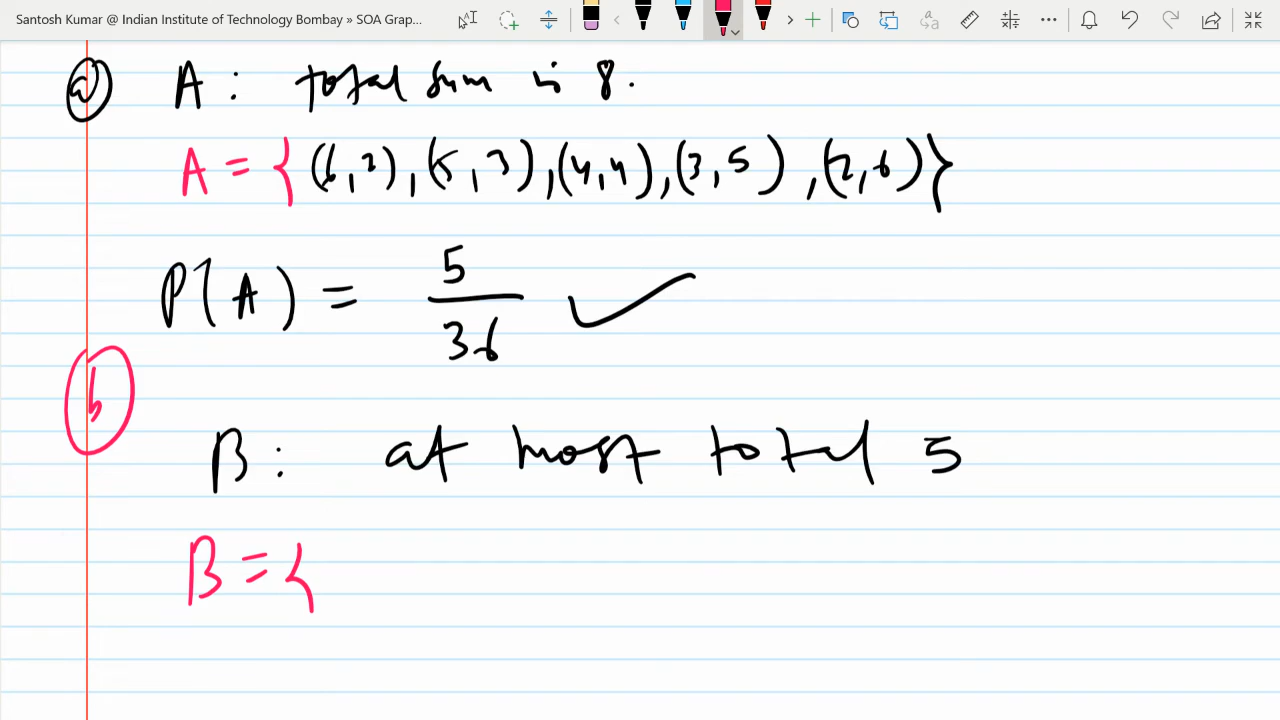 Santosh Kumar @ Indian Institute of Technology Bombay » SOA Grap...
(a) A : total sum is 8.
A = { (6,2), (5,3), (4,4), (3,5), (2,6) }
P(A) = 5/36 ✓
(b)
B : at most total 5
B = {